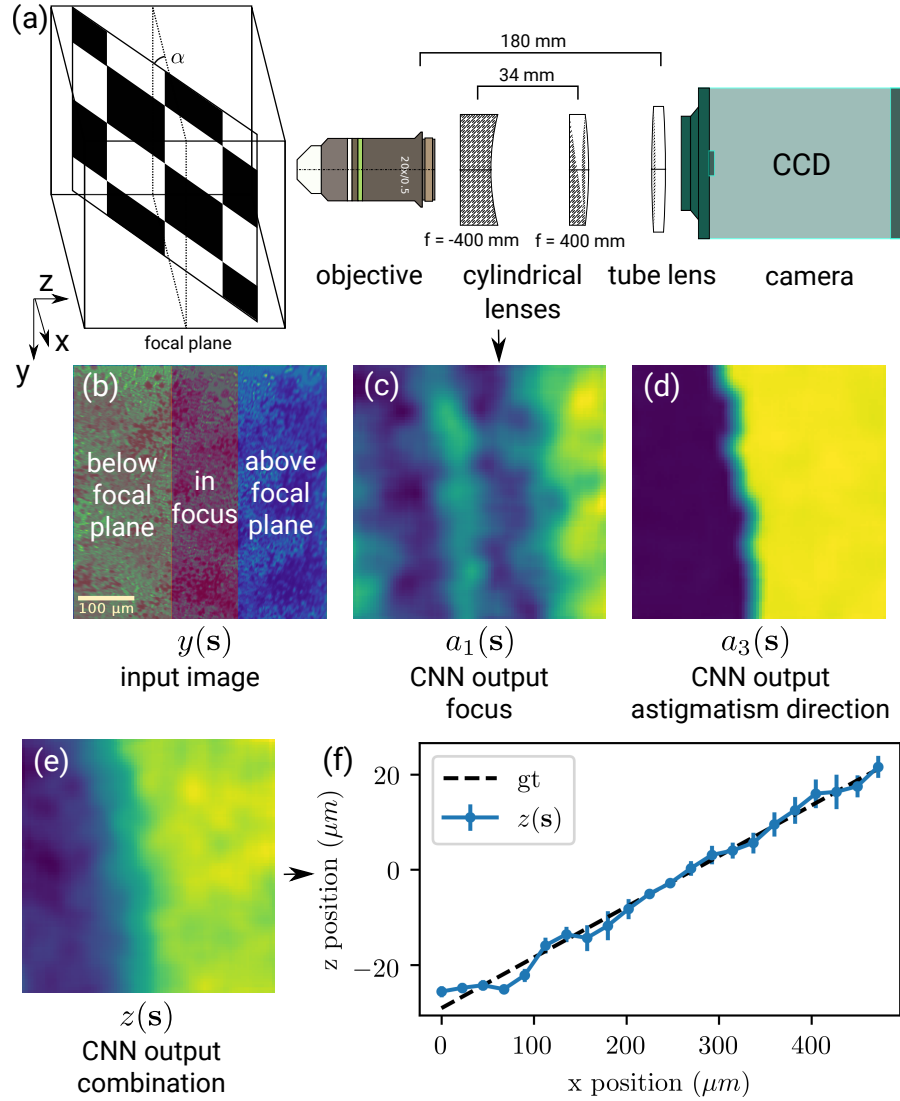 (a)
α
180 mm
34 mm
20x/0.5
CCD
f = -400 mm
f = 400 mm
objective
cylindrical
lenses
tube lens
camera
z
x
y
focal plane
(b)
below
focal
plane
in
focus
above
focal
plane
100 μm
y(s)
input image
(c)
a₁(s)
CNN output
focus
(d)
a₃(s)
CNN output
astigmatism direction
(e)
z(s)
CNN output
combination
(f)
gt
z(s)
z position (μm)
20
0
−20
0
100
200
300
400
x position (μm)